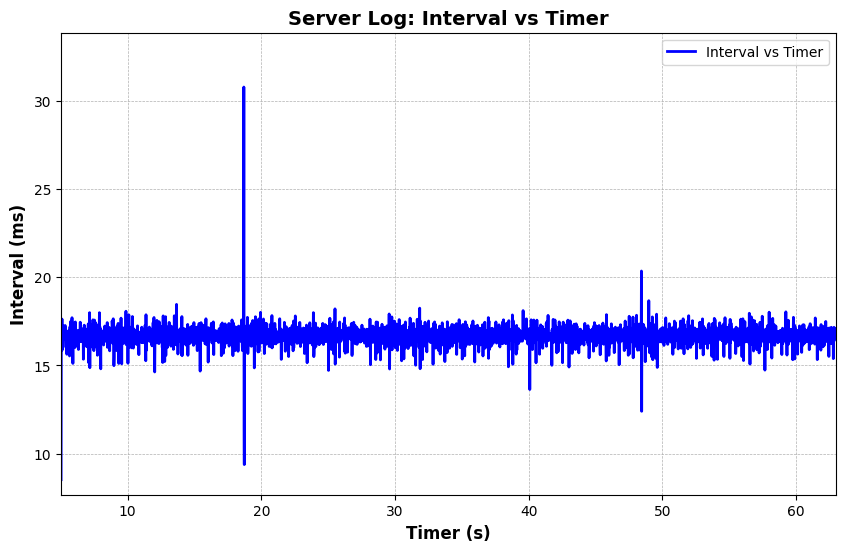 Server Log: Interval vs Timer
Interval vs Timer
30
25
20
15
10
Interval (ms)
10 20 30 40 50 60
Timer (s)